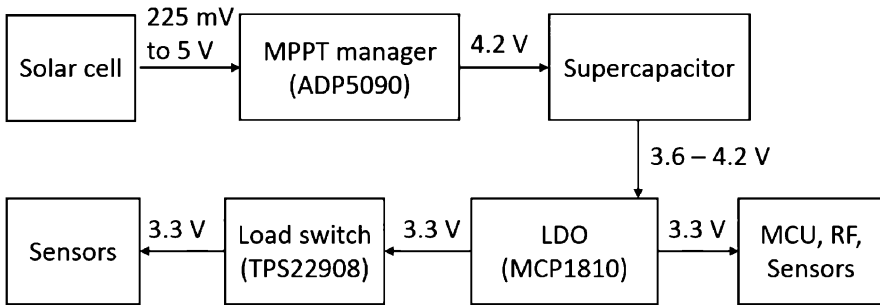 225 mV
to 5 V
Solar cell
MPPT manager
(ADP5090)
4.2 V
Supercapacitor
3.6 – 4.2 V
Sensors
3.3 V
Load switch
(TPS22908)
3.3 V
LDO
(MCP1810)
3.3 V
MCU, RF,
Sensors